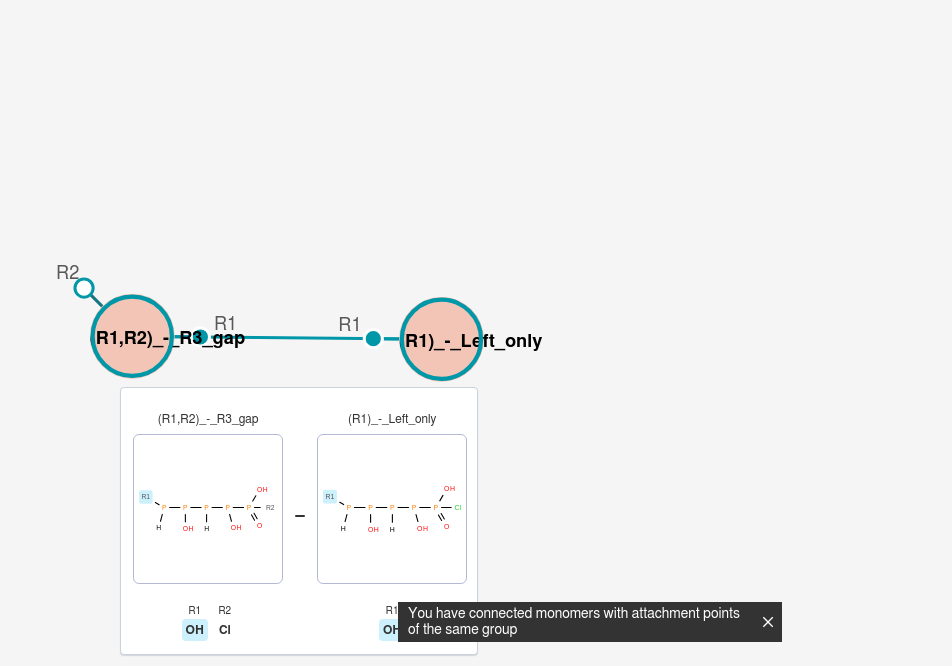 R2
R1
R1
R1,R2)_-_R3_gap
R1)_-_Left_only
(R1,R2)_-_R3_gap
(R1)_-_Left_only
R1
P P P P P R2
OH
H OH H OH O
R1
P P P P P Cl
OH
H OH H OH O
R1 R2
OH Cl
R1
You have connected monomers with attachment points
of the same group